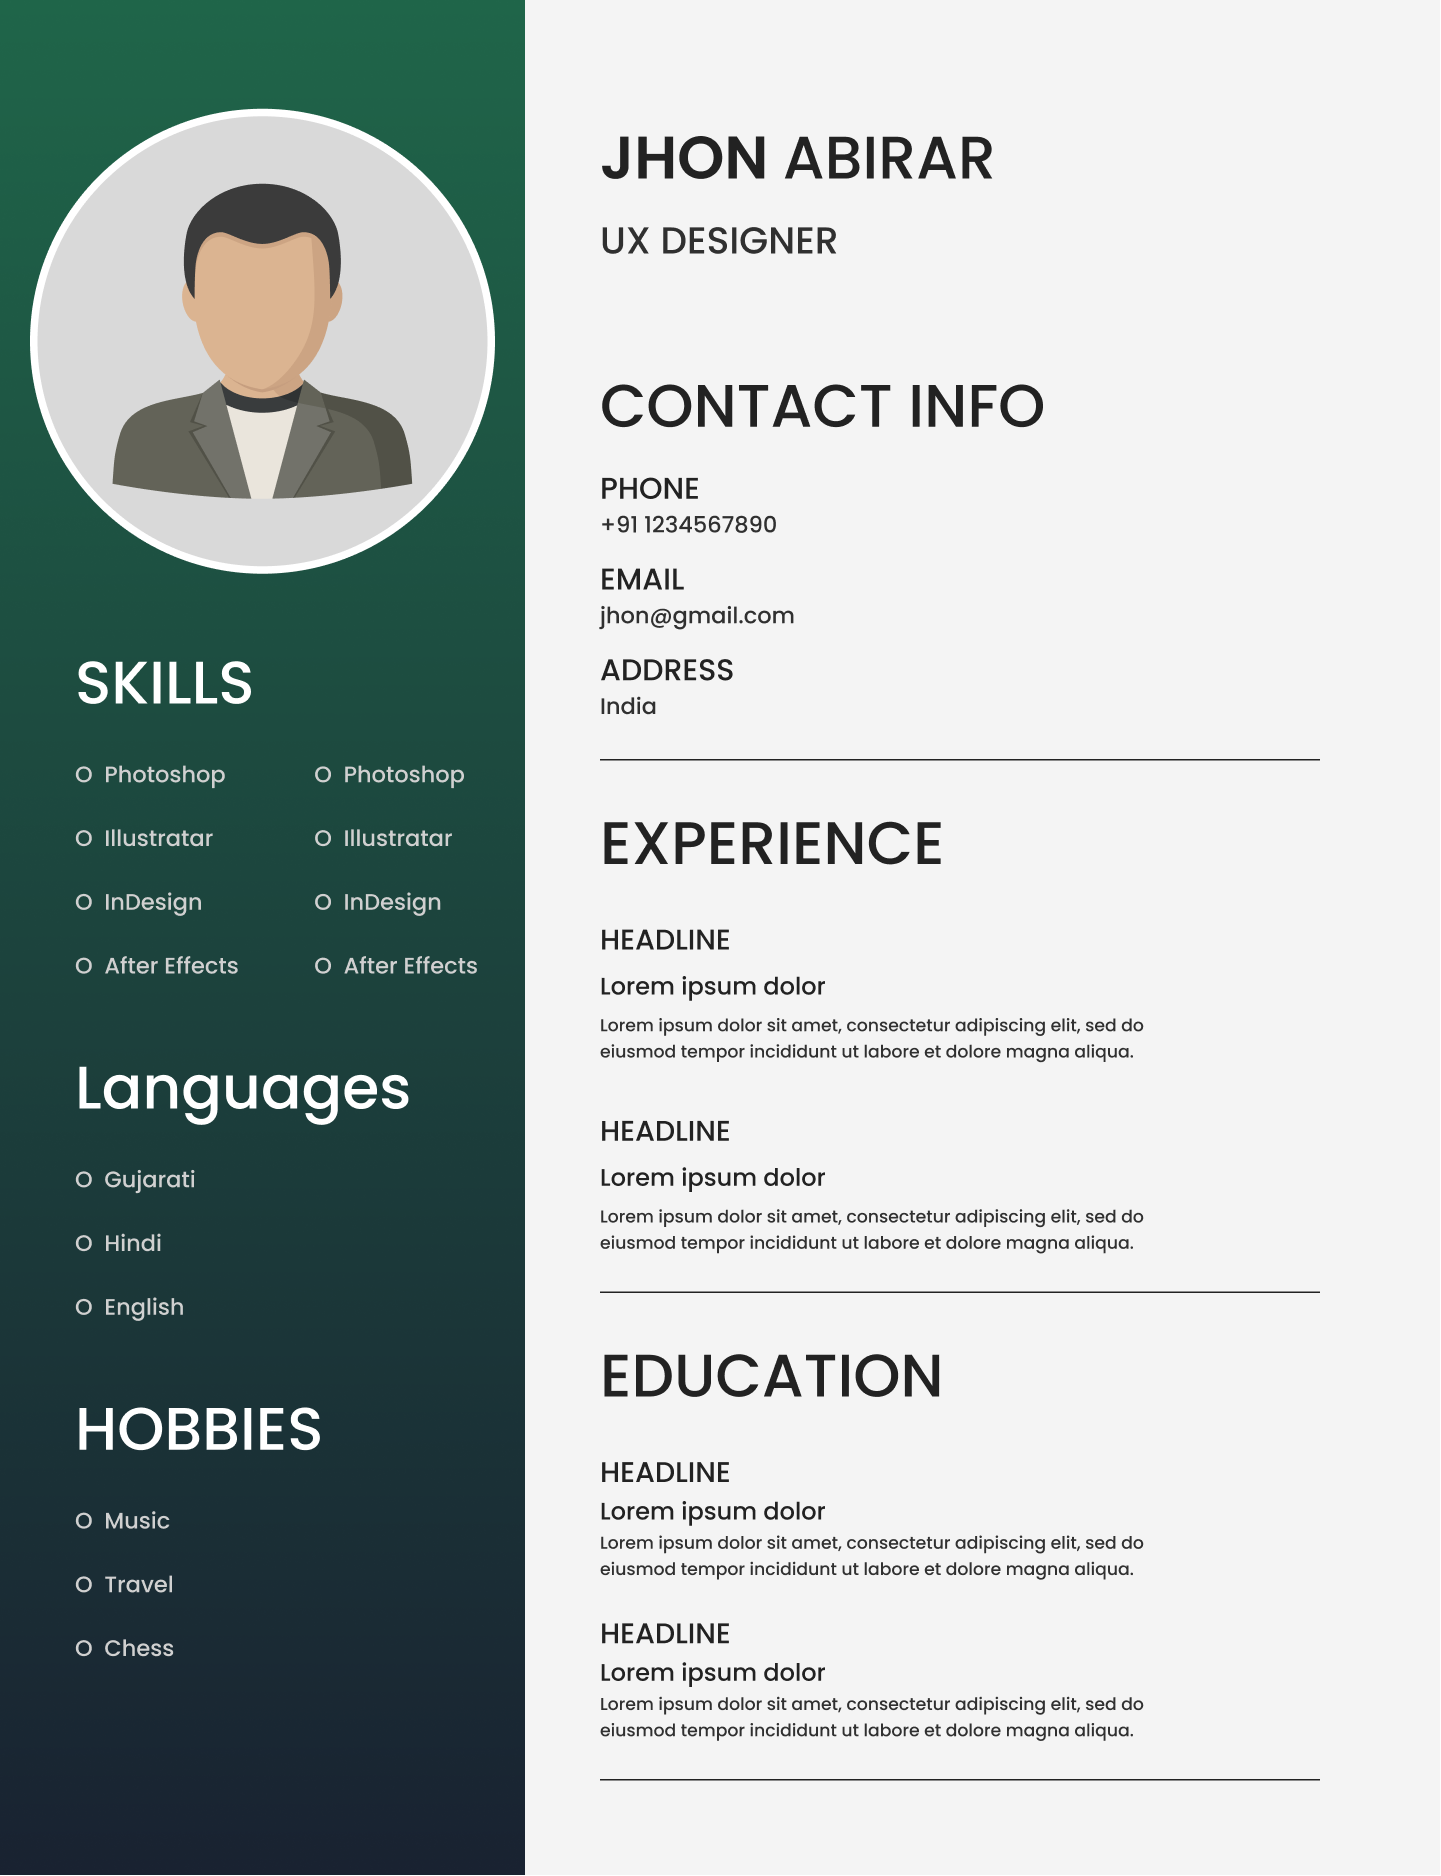 JHON ABIRAR
UX DESIGNER
CONTACT INFO
PHONE
+91 1234567890
EMAIL
jhon@gmail.com
ADDRESS
India
EXPERIENCE
HEADLINE
Lorem ipsum dolor
Lorem ipsum dolor sit amet, consectetur adipiscing elit, sed do
eiusmod tempor incididunt ut labore et dolore magna aliqua.
HEADLINE
Lorem ipsum dolor
Lorem ipsum dolor sit amet, consectetur adipiscing elit, sed do
eiusmod tempor incididunt ut labore et dolore magna aliqua.
EDUCATION
HEADLINE
Lorem ipsum dolor
Lorem ipsum dolor sit amet, consectetur adipiscing elit, sed do
eiusmod tempor incididunt ut labore et dolore magna aliqua.
HEADLINE
Lorem ipsum dolor
Lorem ipsum dolor sit amet, consectetur adipiscing elit, sed do
eiusmod tempor incididunt ut labore et dolore magna aliqua.
SKILLS
Photoshop
Illustratar
InDesign
After Effects
Photoshop
Illustratar
InDesign
After Effects
Languages
Gujarati
Hindi
English
HOBBIES
Music
Travel
Chess